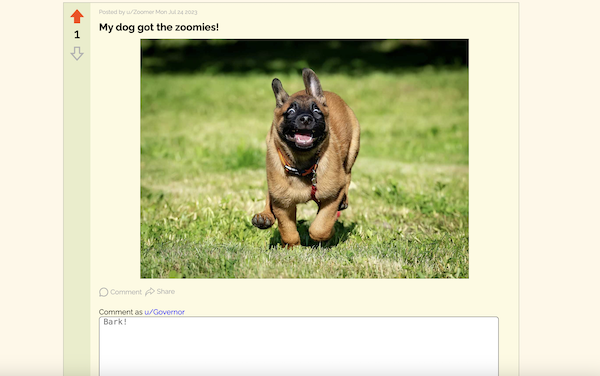 Posted by u/Zoomer Mon Jul 24 2023
1
My dog got the zoomies!
Comment Share
Comment as u/Governor
Bark!